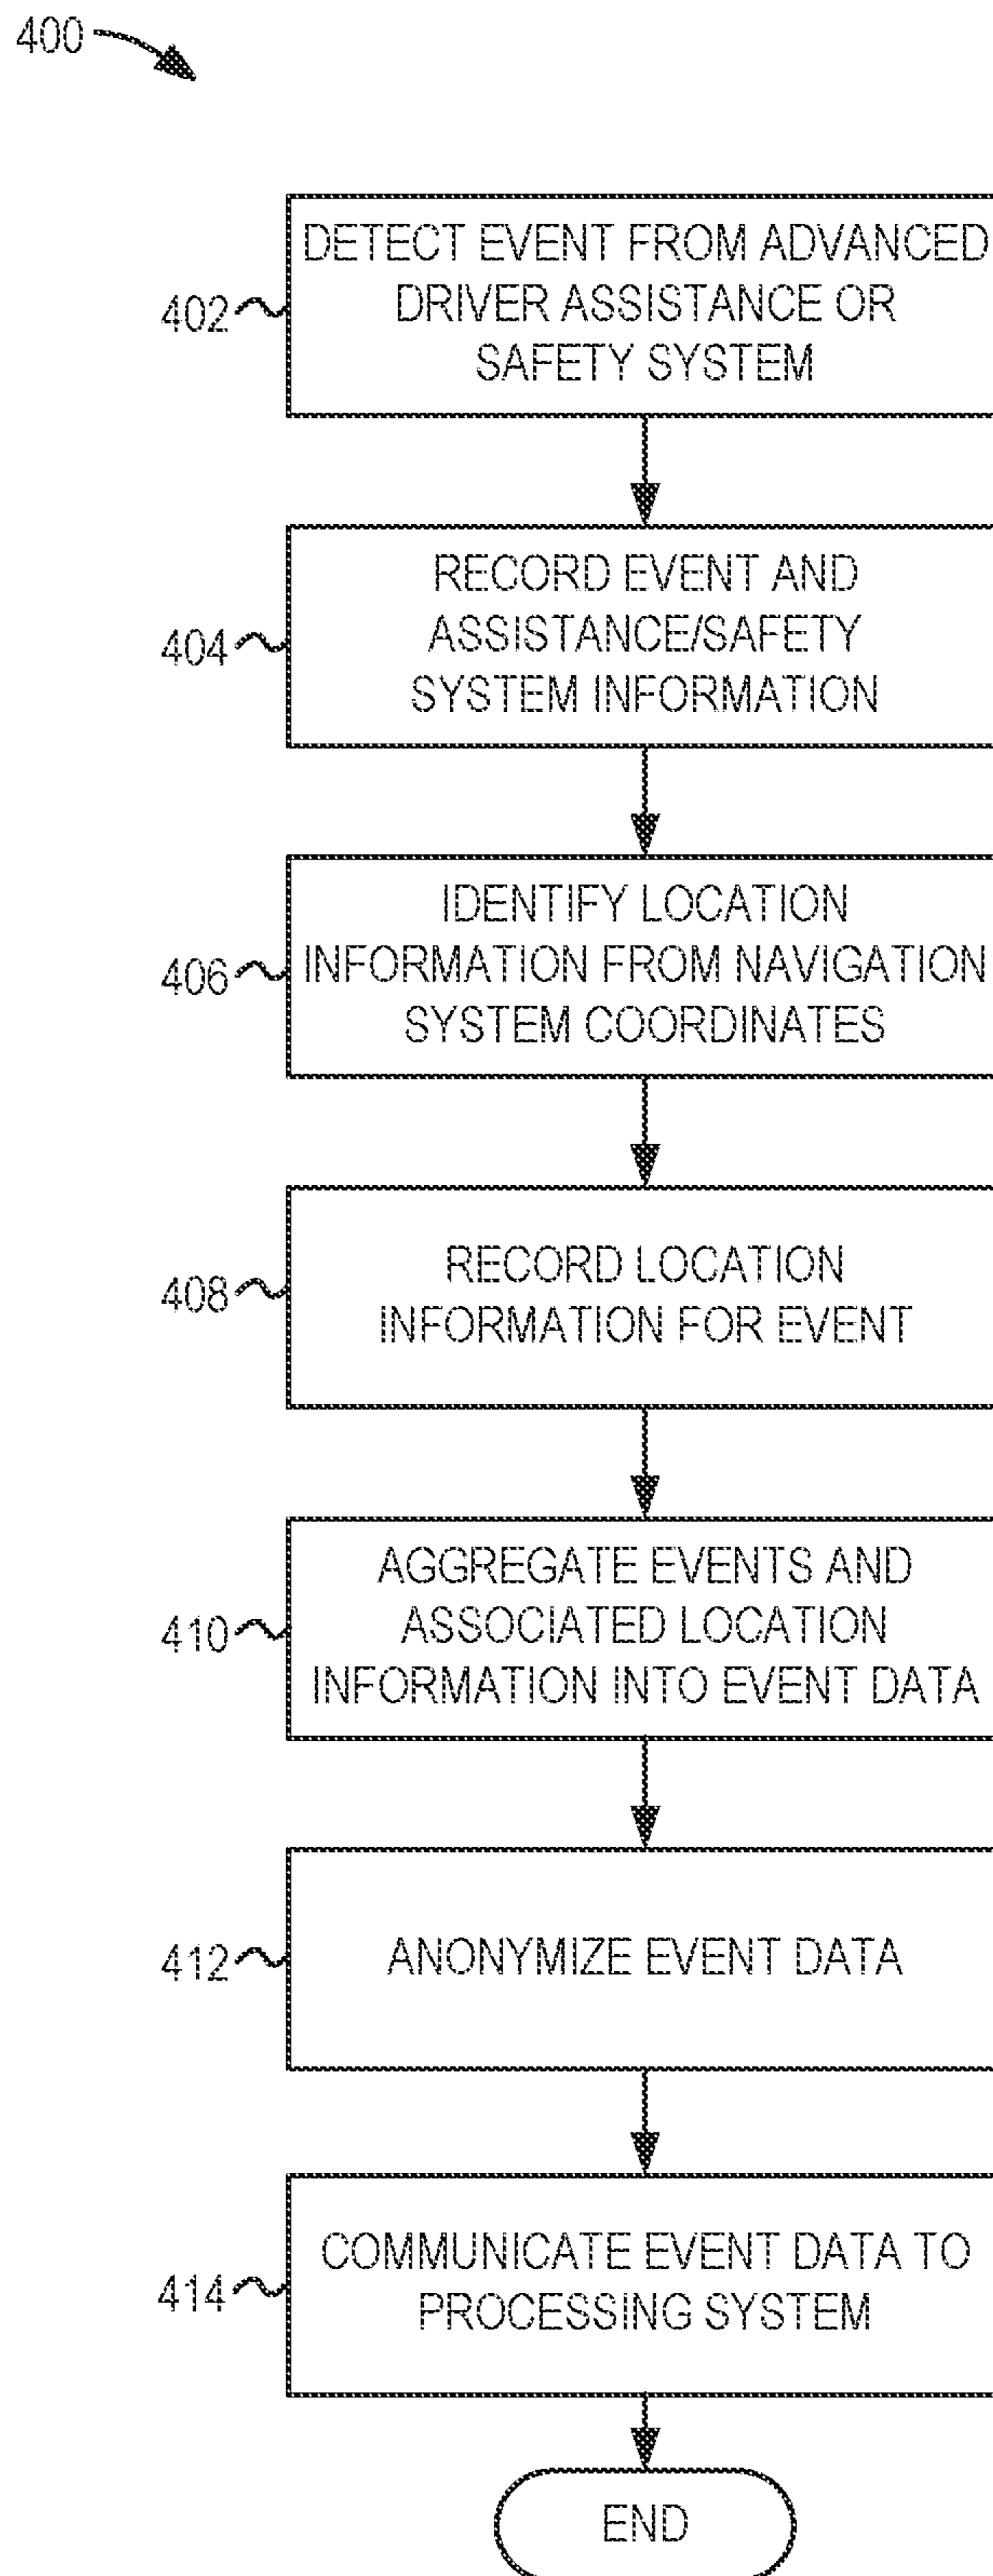 400
DETECT EVENT FROM ADVANCED
DRIVER ASSISTANCE OR
SAFETY SYSTEM
402
RECORD EVENT AND
ASSISTANCE/SAFETY
SYSTEM INFORMATION
404
IDENTIFY LOCATION
INFORMATION FROM NAVIGATION
SYSTEM COORDINATES
406
RECORD LOCATION
INFORMATION FOR EVENT
408
AGGREGATE EVENTS AND
ASSOCIATED LOCATION
INFORMATION INTO EVENT DATA
410
ANONYMIZE EVENT DATA
412
COMMUNICATE EVENT DATA TO
PROCESSING SYSTEM
414
END